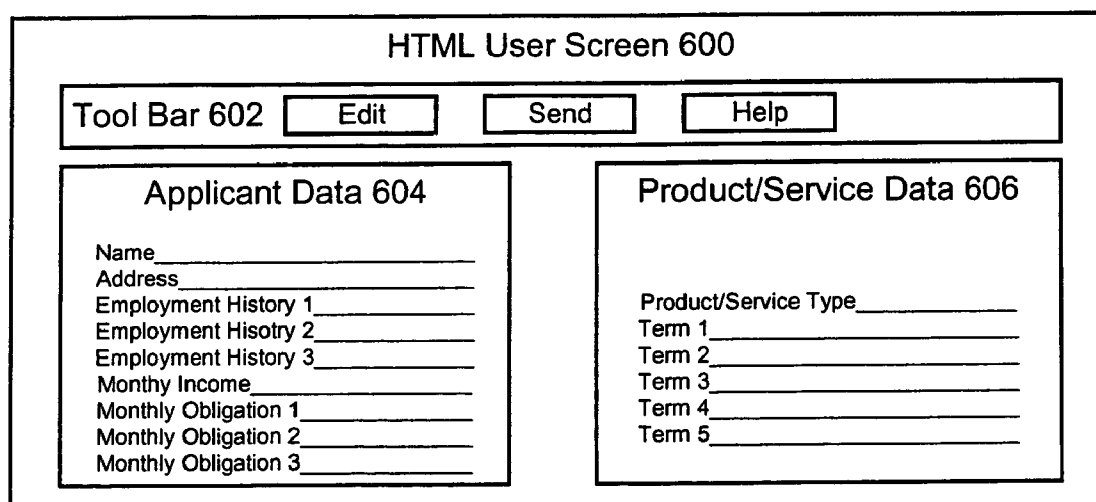 HTML User Screen 600
Tool Bar 602 Edit Send Help
Applicant Data 604
Name
Address
Employment History 1
Employment Hisotry 2
Employment History 3
Monthy Income
Monthly Obligation 1
Monthly Obligation 2
Monthly Obligation 3
Product/Service Data 606
Product/Service Type
Term 1
Term 2
Term 3
Term 4
Term 5